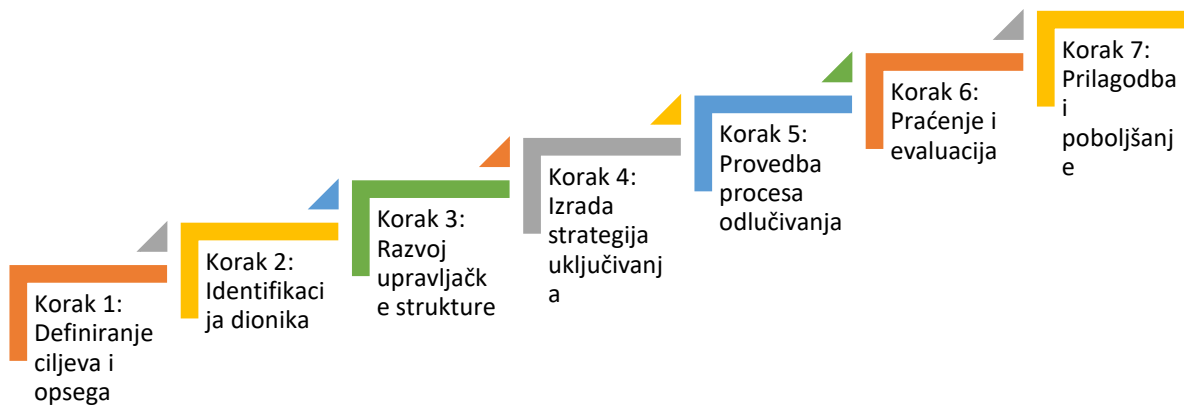 Korak 1:
Definiranje
ciljeva i
opsega
Korak 2:
Identifikaci
ja dionika
Korak 3:
Razvoj
upravljačk
e strukture
Korak 4:
Izrada
strategija
uključivanj
a
Korak 5:
Provedba
procesa
odlučivanja
Korak 6:
Praćenje i
evaluacija
Korak 7:
Prilagodba
i
poboljšanj
e